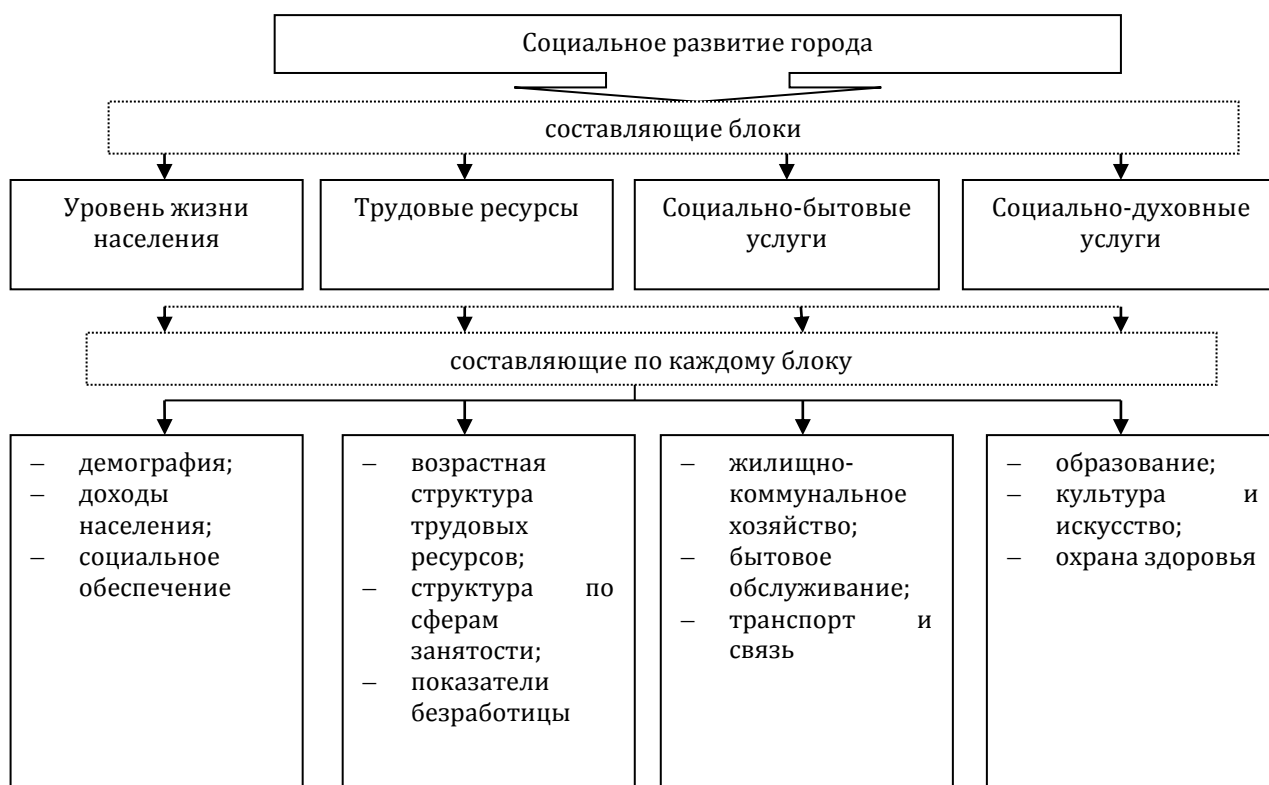 Социальное развитие города
составляющие блоки
Уровень жизни
населения
Трудовые ресурсы
Социально-бытовые
услуги
Социально-духовные
услуги
составляющие по каждому блоку
– демография;
– доходы
населения;
– социальное
обеспечение
– возрастная
структура
трудовых
ресурсов;
– структура по
сферам
занятости;
– показатели
безработицы
– жилищно-
коммунальное
хозяйство;
– бытовое
обслуживание;
– транспорт и
связь
– образование;
– культура и
искусство;
– охрана здоровья